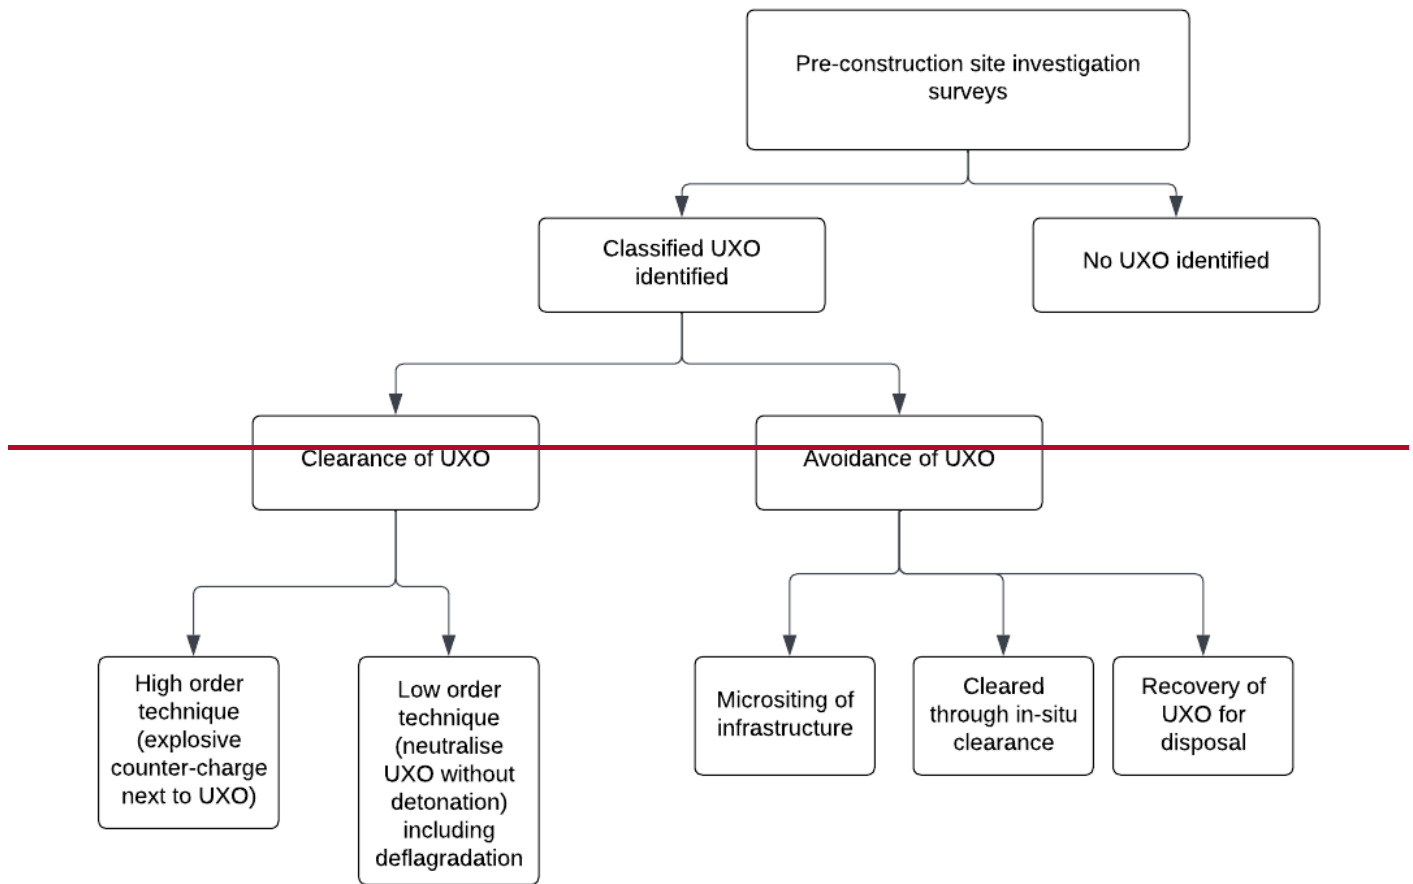 Pre-construction site investigation
surveys
Classified UXO
identified
No UXO identified
Clearance of UXO
Avoidance of UXO
High order
technique
(explosive
counter-charge
next to UXO)
Low order
technique
(neutralise
UXO without
detonation)
including
deflagradation
Micrositing of
infrastructure
Cleared
through in-situ
clearance
Recovery of
UXO for
disposal